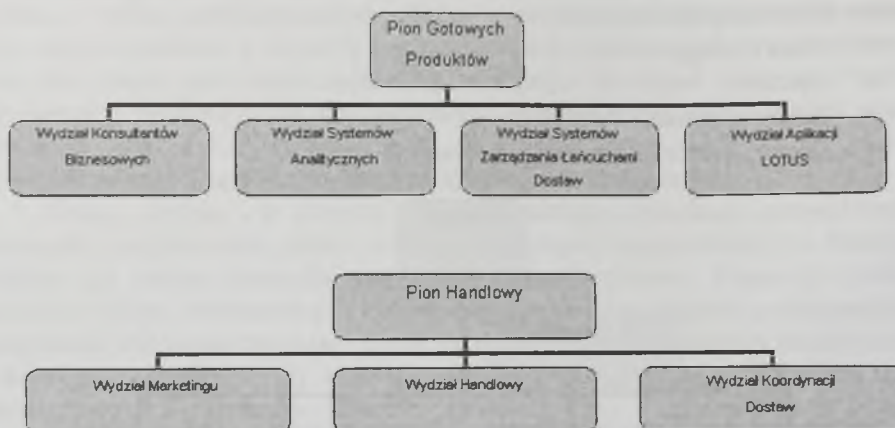 Pion Gotowych
Produktów
Wydział Konsultantów
Biznesowych
Wydział Systemów
Analitycznych
Wydział Systemów
Zarządzania Łańcuchami
Dostaw
Wydział Aplikacji
LOTUS
Pion Handlowy
Wydział Marketingu
Wydział Handlowy
Wydział Koordynacji
Dostaw